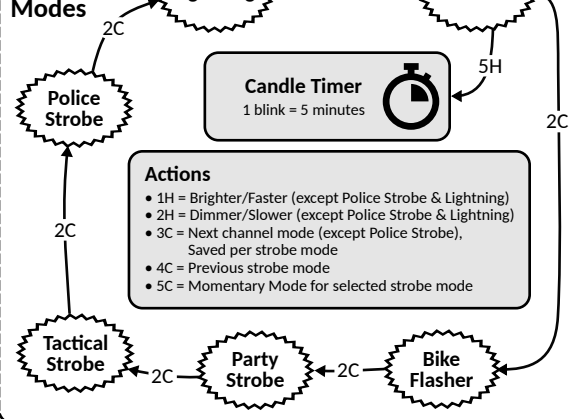 Modes
2C
5H
Candle Timer
1 blink = 5 minutes
Police
Strobe
2C
Actions
• 1H = Brighter/Faster (except Police Strobe & Lightning)
• 2H = Dimmer/Slower (except Police Strobe & Lightning)
• 3C = Next channel mode (except Police Strobe),
Saved per strobe mode
• 4C = Previous strobe mode
• 5C = Momentary Mode for selected strobe mode
2C
Tactical
Strobe
2C
Party
Strobe
2C
Bike
Flasher